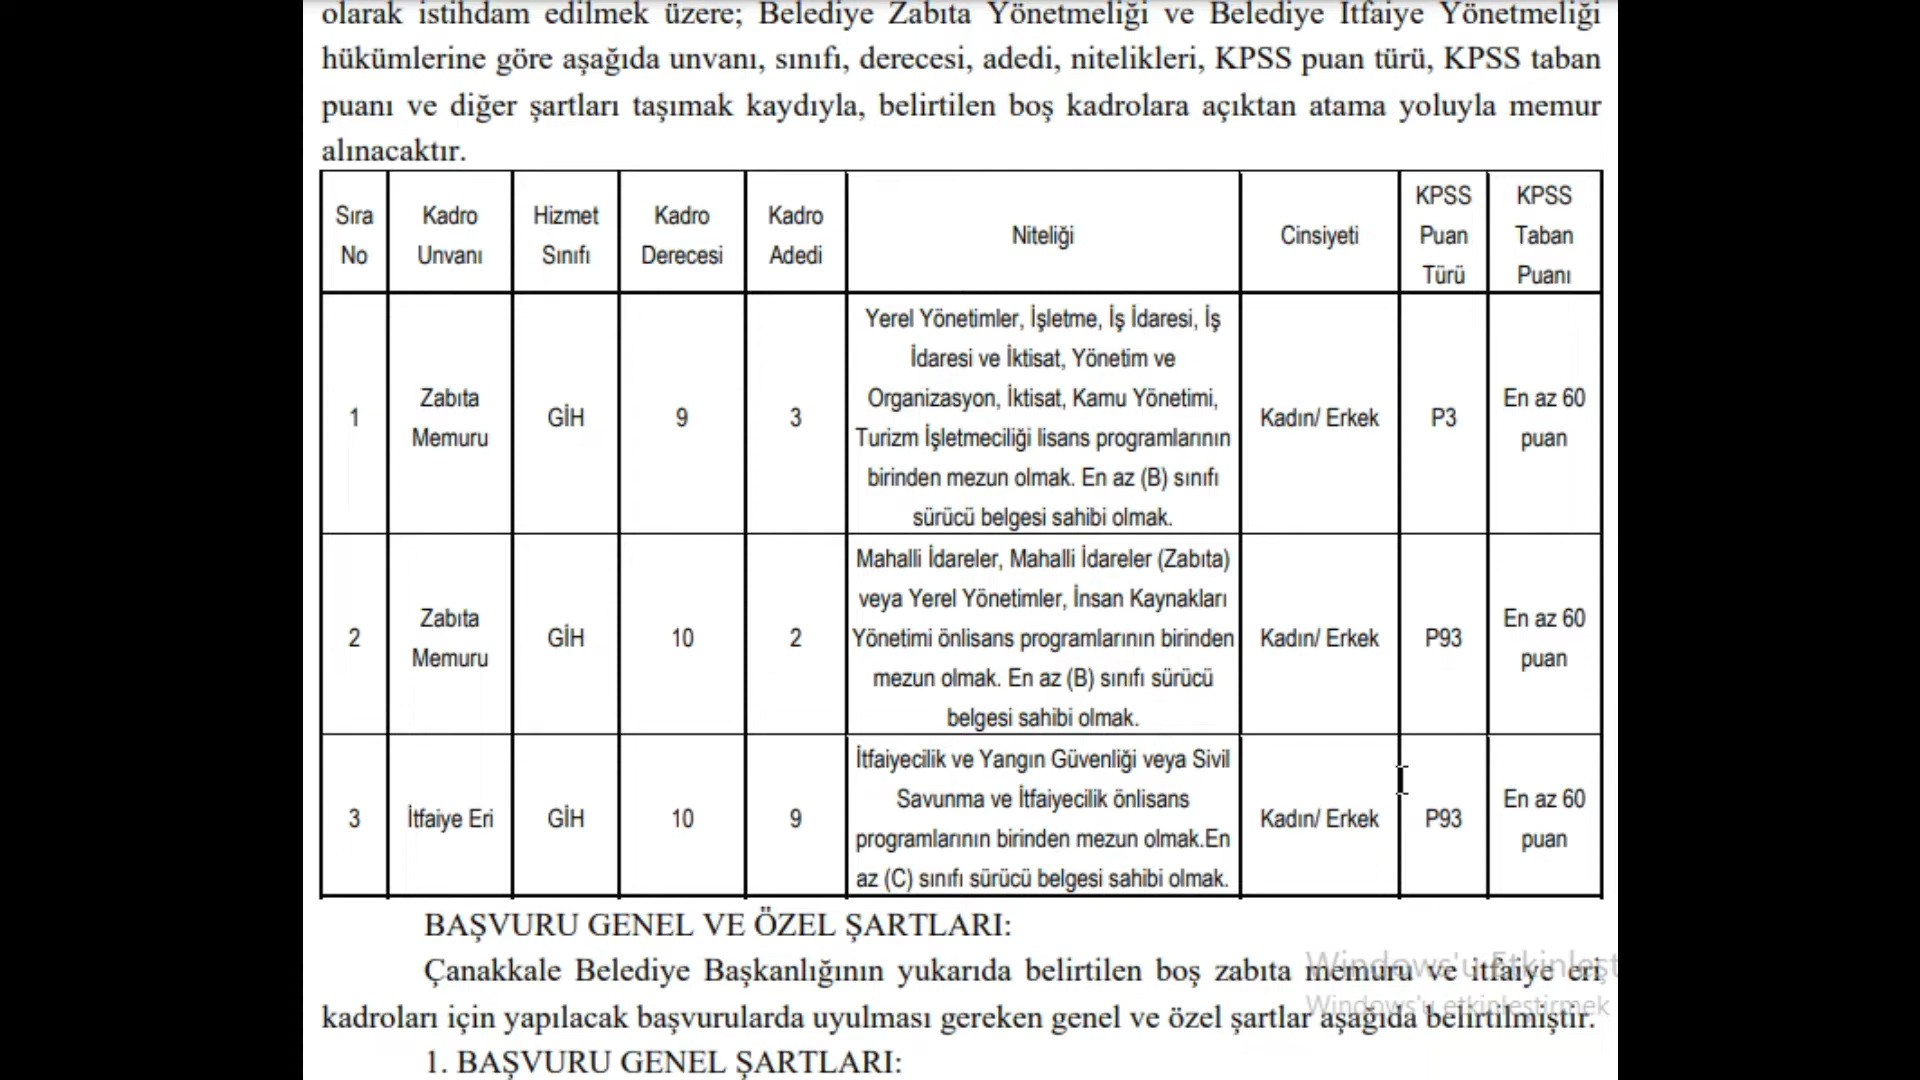 olarak istihdam edilmek üzere; Belediye Zabıta Yönetmeliği ve Belediye İtfaiye Yönetmeliği
hükümlerine göre aşağıda unvanı, sınıfı, derecesi, adedi, nitelikleri, KPSS puan türü, KPSS taban
puanı ve diğer şartları taşımak kaydıyla, belirtilen boş kadrolara açıktan atama yoluyla memur
alınacaktır.
Sıra No
Kadro Unvanı
Hizmet Sınıfı
Kadro Derecesi
Kadro Adedi
Niteliği
Cinsiyeti
KPSS Puan Türü
KPSS Taban Puanı
1
Zabıta
Memuru
GİH
9
3
Yerel Yönetimler, İşletme, İş İdaresi, İş
İdaresi ve İktisat, Yönetim ve
Organizasyon, İktisat, Kamu Yönetimi,
Turizm İşletmeciliği lisans programlarının
birinden mezun olmak. En az (B) sınıfı
sürücü belgesi sahibi olmak.
Kadın/ Erkek
P3
En az 60
puan
2
Zabıta
Memuru
GİH
10
2
Mahalli İdareler, Mahalli İdareler (Zabıta)
veya Yerel Yönetimler, İnsan Kaynakları
Yönetimi önlisans programlarının birinden
mezun olmak. En az (B) sınıfı sürücü
belgesi sahibi olmak.
Kadın/ Erkek
P93
En az 60
puan
3
İtfaiye Eri
GİH
10
9
İtfaiyecilik ve Yangın Güvenliği veya Sivil
Savunma ve İtfaiyecilik önlisans
programlarının birinden mezun olmak.En
az (C) sınıfı sürücü belgesi sahibi olmak.
Kadın/ Erkek
P93
En az 60
puan
BAŞVURU GENEL VE ÖZEL ŞARTLARI:
Çanakkale Belediye Başkanlığının yukarıda belirtilen boş zabıta memuru ve itfaiye eri
kadroları için yapılacak başvurularda uyulması gereken genel ve özel şartlar aşağıda belirtilmiştir.
1. BAŞVURU GENEL ŞARTLARI:
Windows'u Etkinleşt
Windows'u etkinleştirmek